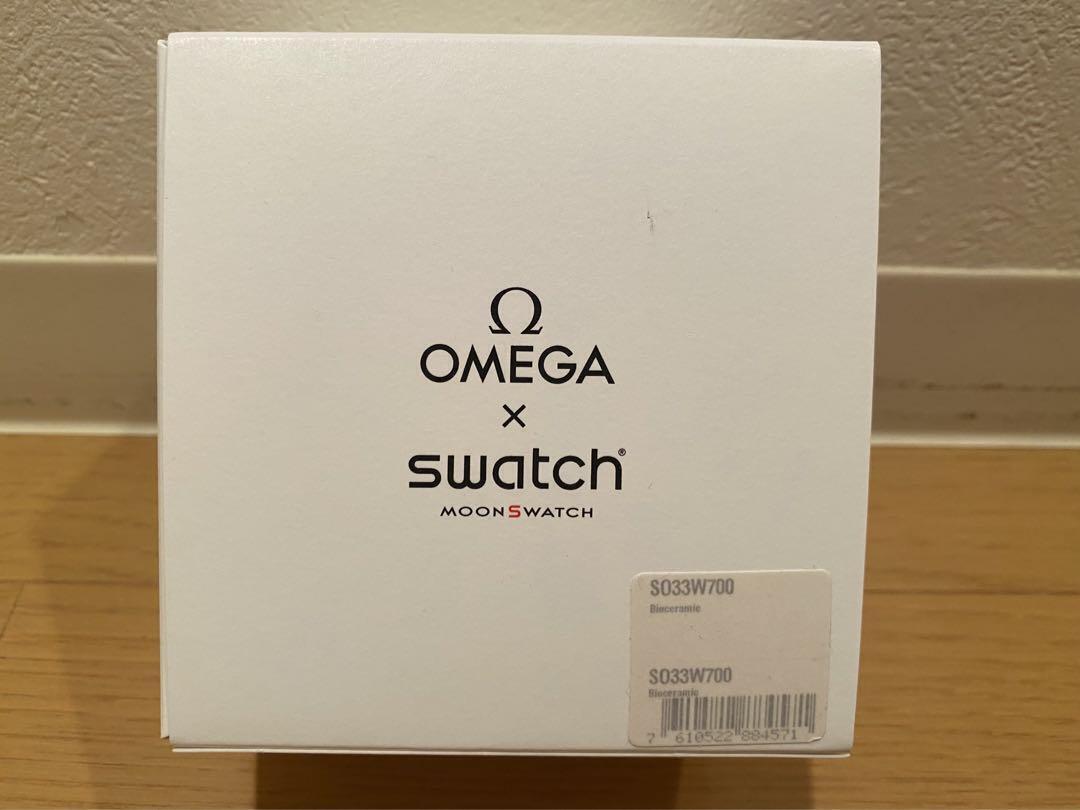 Ω
OMEGA
×
swatch®
MOONSWATCH
SO33W700
Bioceramic
SO33W700
Bioceramic
7 610522 884571